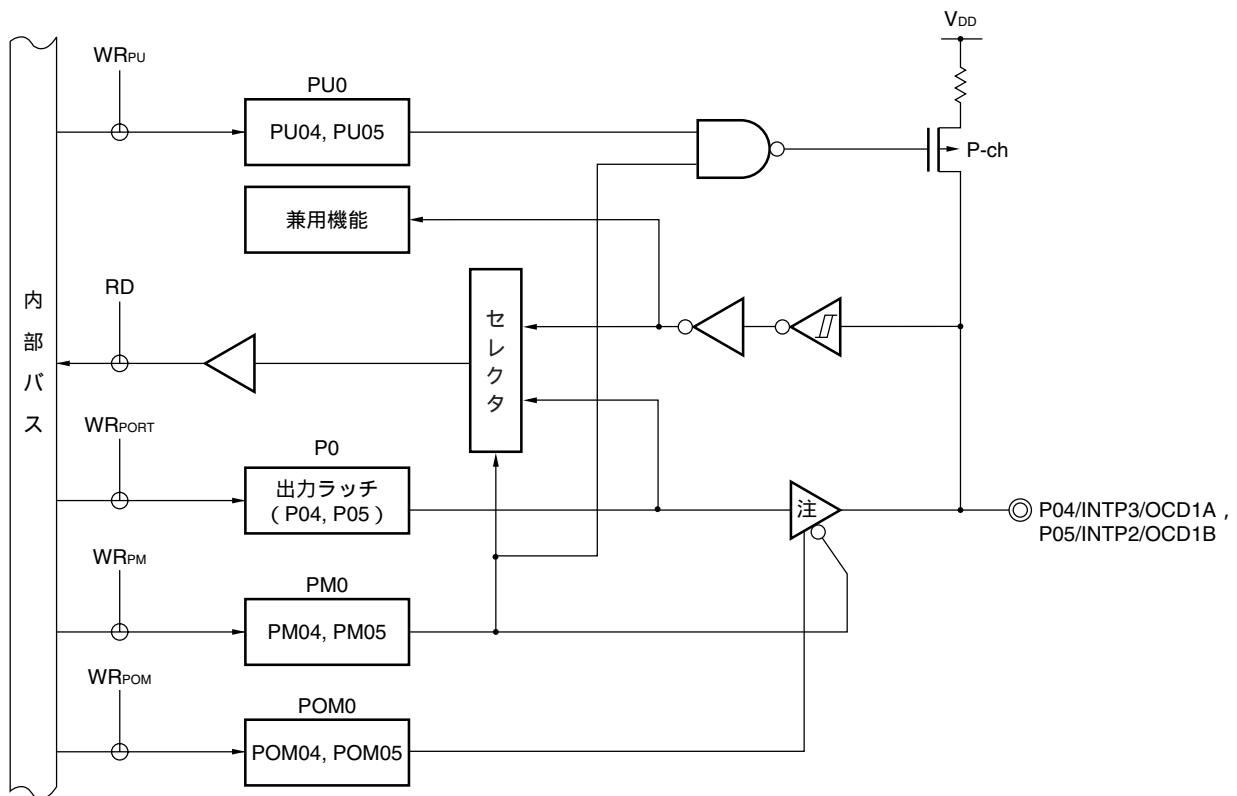 VDD
WRPU
PU0
PU04, PU05
P-ch
兼用機能
RD
セレクタ
内部バス
WRPORT
P0
出力ラッチ
（P04, P05）
注
P04/INTP3/OCD1A，
P05/INTP2/OCD1B
WRPM
PM0
PM04, PM05
WRPOM
POM0
POM04, POM05